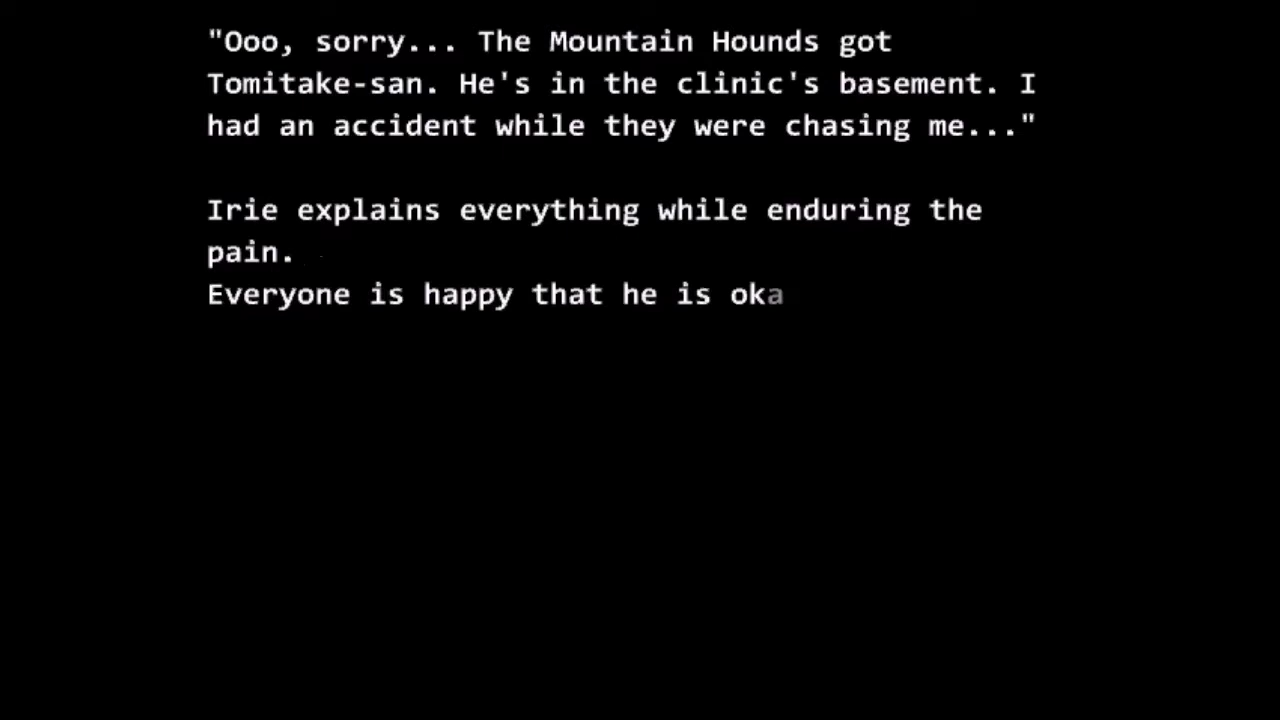 "Ooo, sorry... The Mountain Hounds got
Tomitake-san. He's in the clinic's basement. I
had an accident while they were chasing me..."
Irie explains everything while enduring the
pain.
Everyone is happy that he is oka